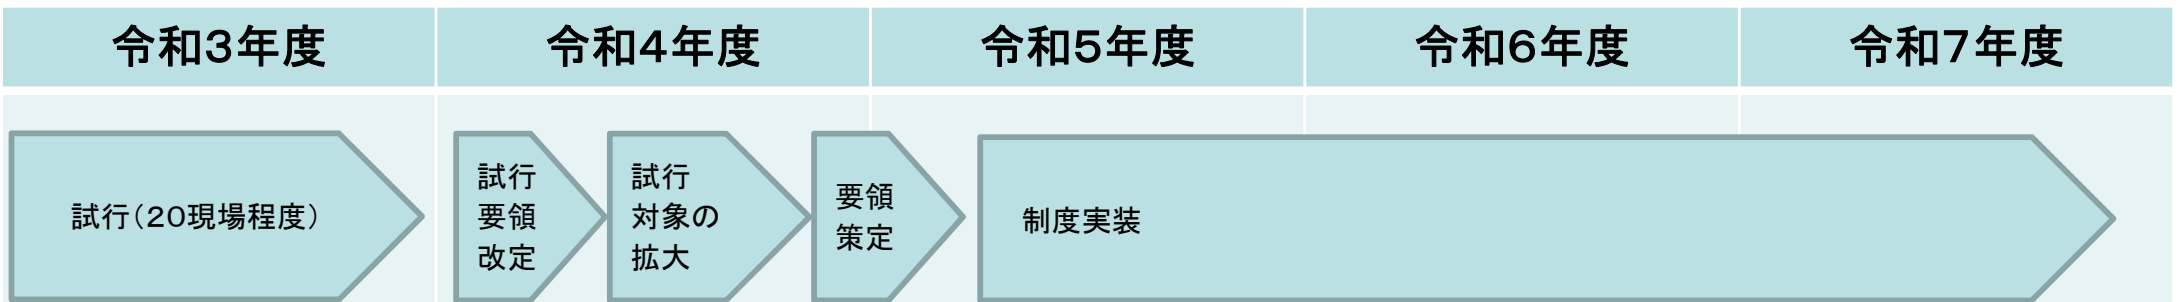 令和3年度
令和4年度
令和5年度
令和6年度
令和7年度
試行（20現場程度）
試行
要領
改定
試行
対象の
拡大
要領
策定
制度実装